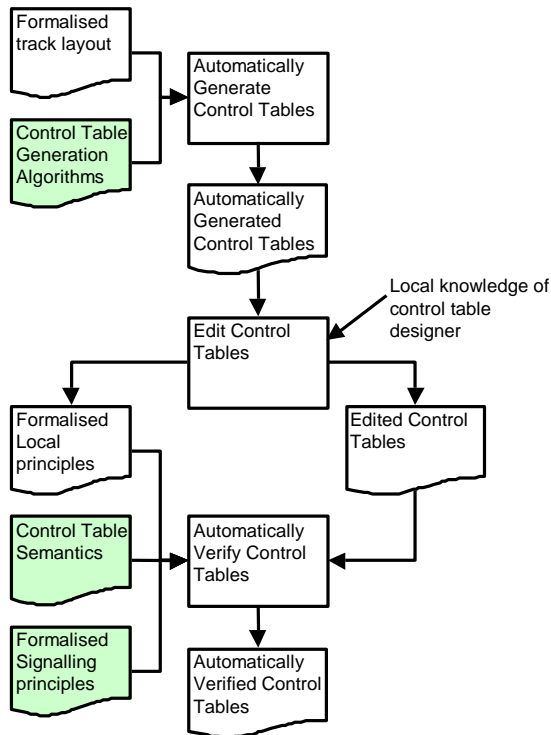 Formalised
track layout
Automatically
Generate
Control Tables
Control Table
Generation
Algorithms
Automatically
Generated
Control Tables
Local knowledge of
control table
designer
Edit Control
Tables
Formalised
Local
principles
Edited Control
Tables
Control Table
Semantics
Automatically
Verify Control
Tables
Formalised
Signalling
principles
Automatically
Verified Control
Tables